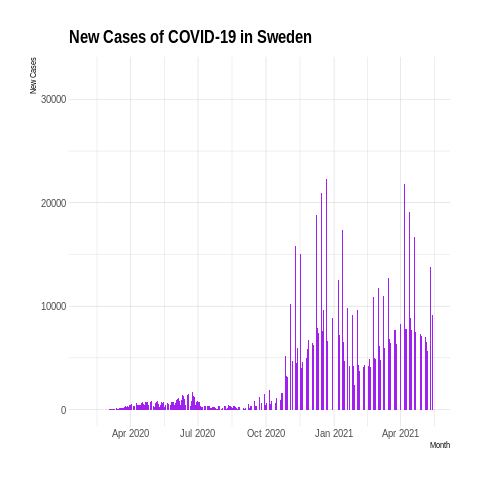 New Cases of COVID-19 in Sweden
New Cases
30000
20000
10000
0
Apr 2020 Jul 2020 Oct 2020 Jan 2021 Apr 2021
Month